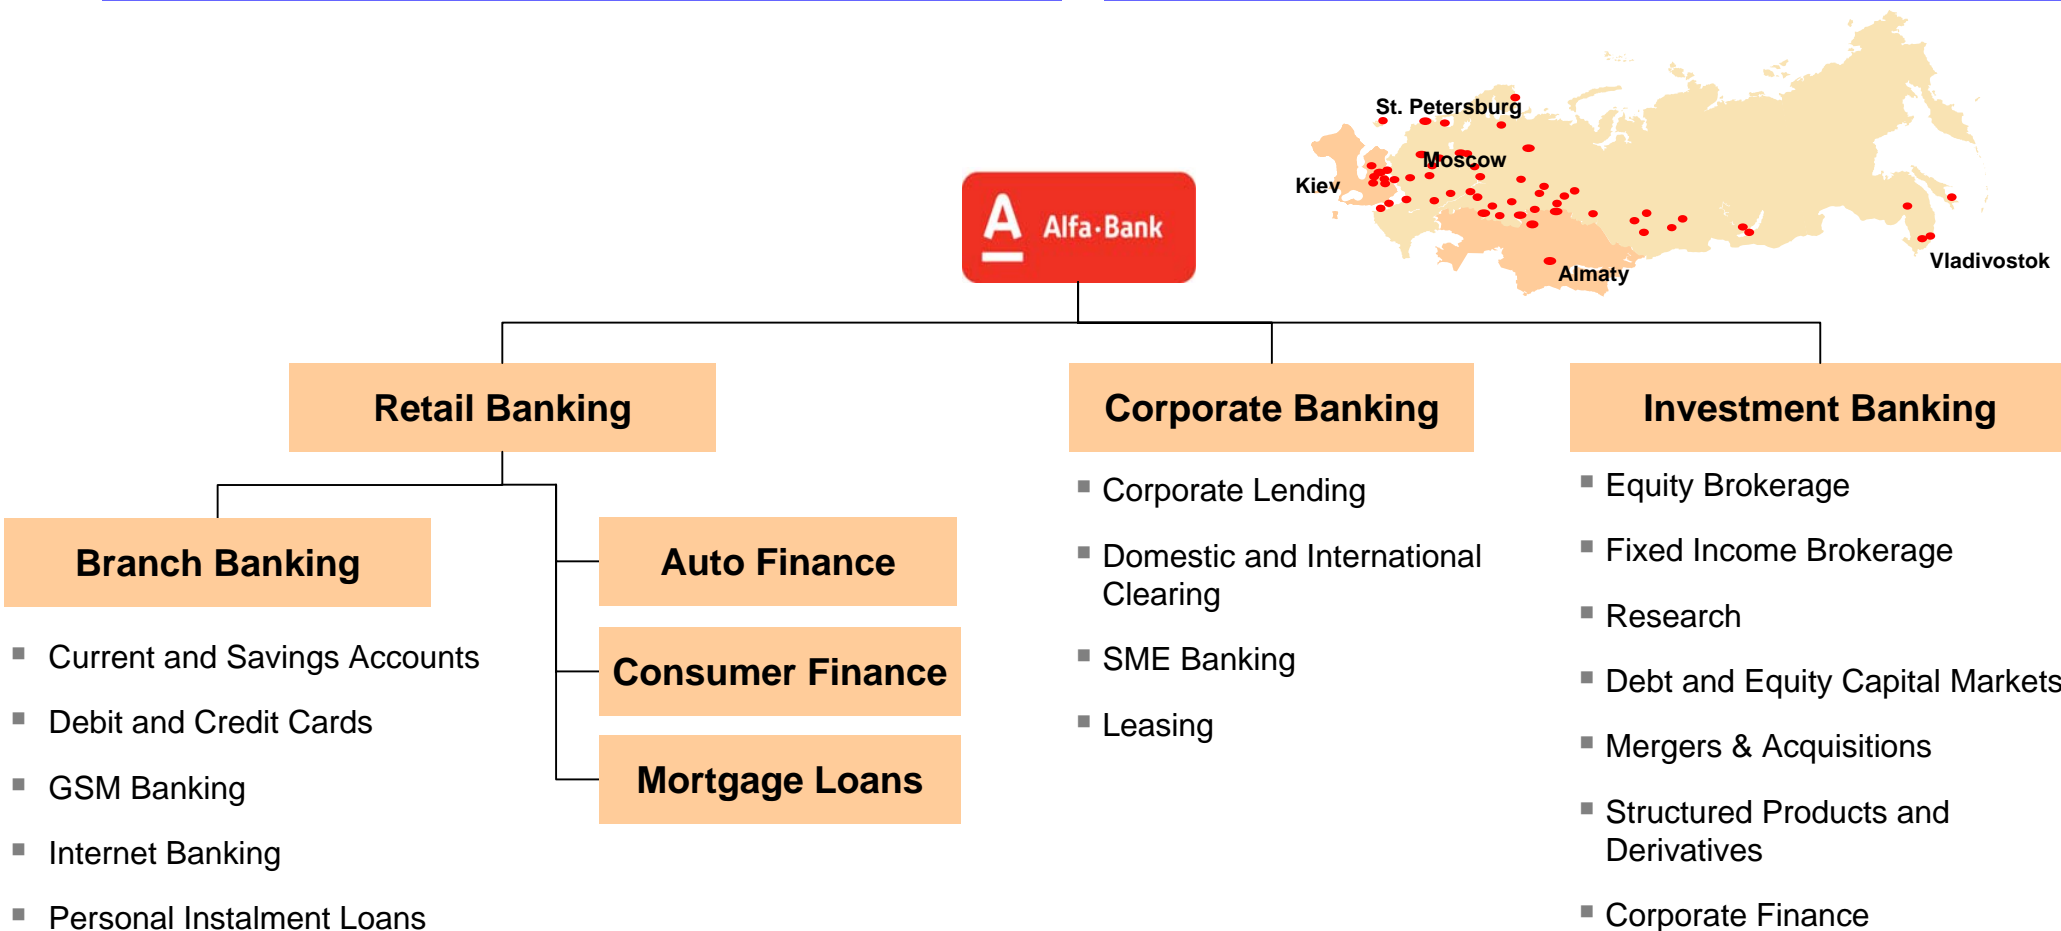 St. Petersburg
Moscow
Kiev
Almaty
Vladivostok
A Alfa·Bank
Retail Banking
Corporate Banking
Investment Banking
Branch Banking
Current and Savings Accounts
Debit and Credit Cards
GSM Banking
Internet Banking
Personal Instalment Loans
Auto Finance
Consumer Finance
Mortgage Loans
Corporate Lending
Domestic and International
Clearing
SME Banking
Leasing
Equity Brokerage
Fixed Income Brokerage
Research
Debt and Equity Capital Markets
Mergers & Acquisitions
Structured Products and
Derivatives
Corporate Finance